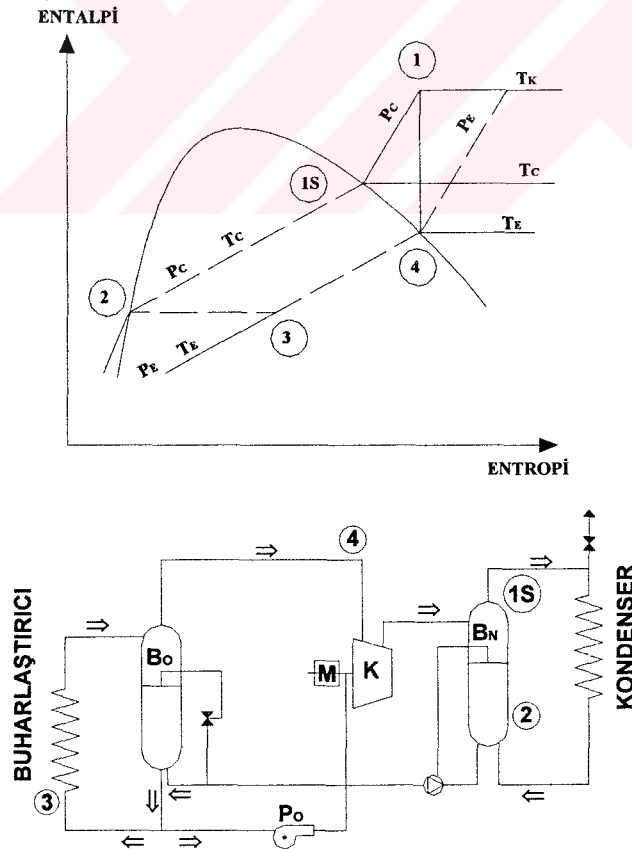 ENTALPİ
1
TK
PC
PE
1S
TC
TC
PC
TE
4
2
3
TE
PE
ENTROPİ
4
1S
BUHARLAŞTIRICI
BO
M
K
BN
KONDENSER
2
3
PO